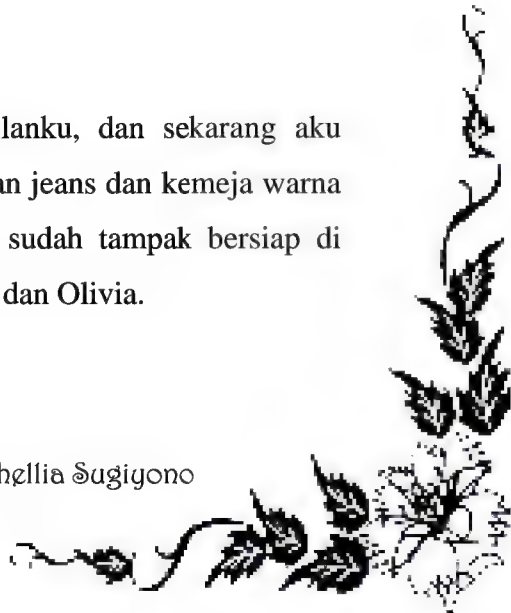 lanku, dan sekarang aku
an jeans dan kemeja warna
sudah tampak bersiap di
dan Olivia.
hellia Sugiyono